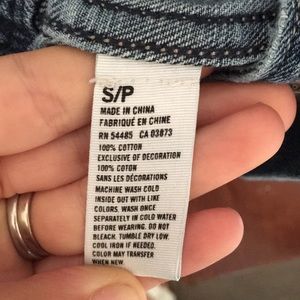 S/P
MADE IN CHINA
FABRIQUÉ EN CHINE
RN 54485 CA 03873
100% COTTON
EXCLUSIVE OF DECORATION
100% COTON
SANS LES DÉCORATIONS
MACHINE WASH COLD
INSIDE OUT WITH LIKE
COLORS. WASH ONCE
SEPARATELY IN COLD WATER
BEFORE WEARING. DO NOT
BLEACH. TUMBLE DRY LOW.
COOL IRON IF NEEDED.
COLOR MAY TRANSFER
WHEN NEW.